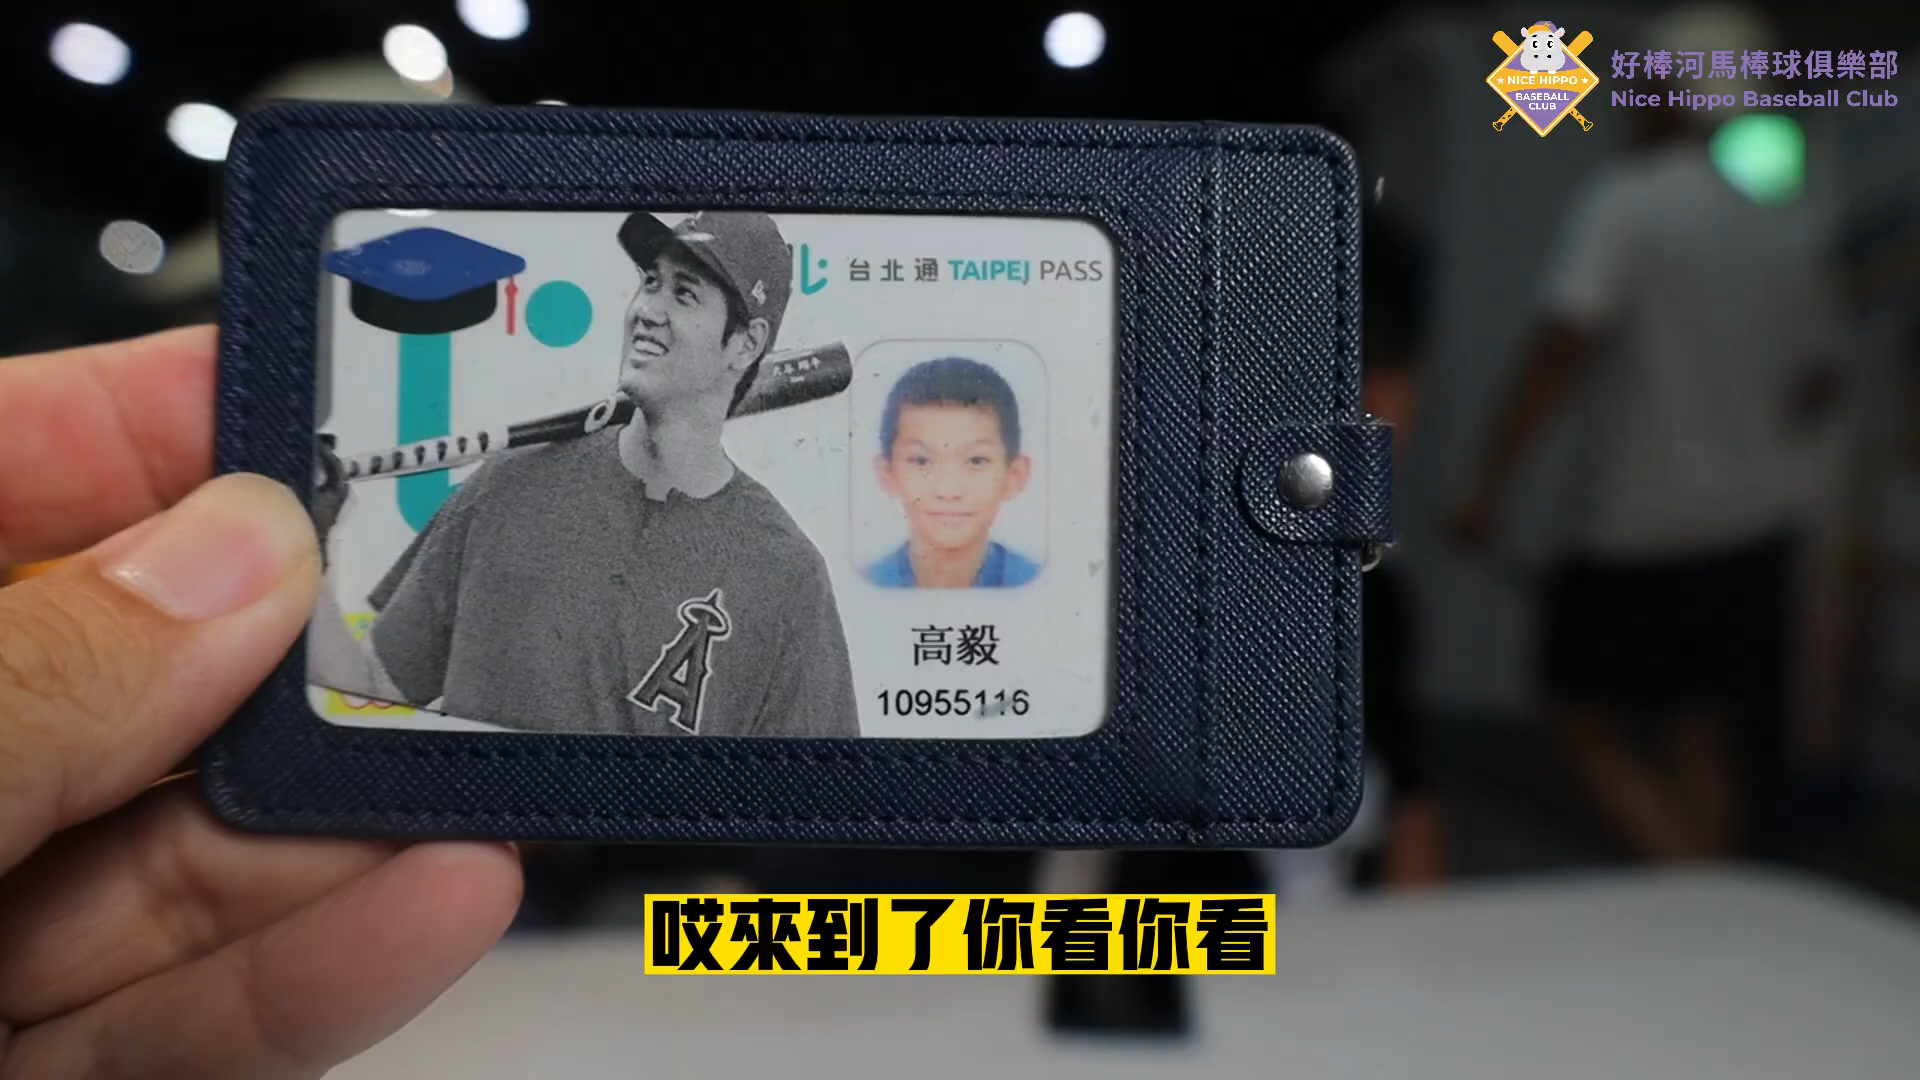 好棒河馬棒球俱樂部
Nice Hippo Baseball Club
NICE HIPPO
BASEBALL
CLUB
台北通 TAIPEI PASS
A
高毅
10955116
哎來到了你看你看